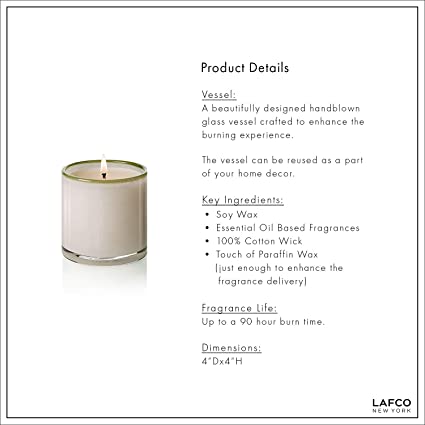 Product Details
Vessel:
A beautifully designed handblown
glass vessel crafted to enhance the
burning experience.
The vessel can be reused as a part
of your home decor.
Key Ingredients:
• Soy Wax
• Essential Oil Based Fragrances
• 100% Cotton Wick
• Touch of Paraffin Wax
(just enough to enhance the
fragrance delivery)
Fragrance Life:
Up to a 90 hour burn time.
Dimensions:
4"Dx4"H
LAFCO
NEW YORK